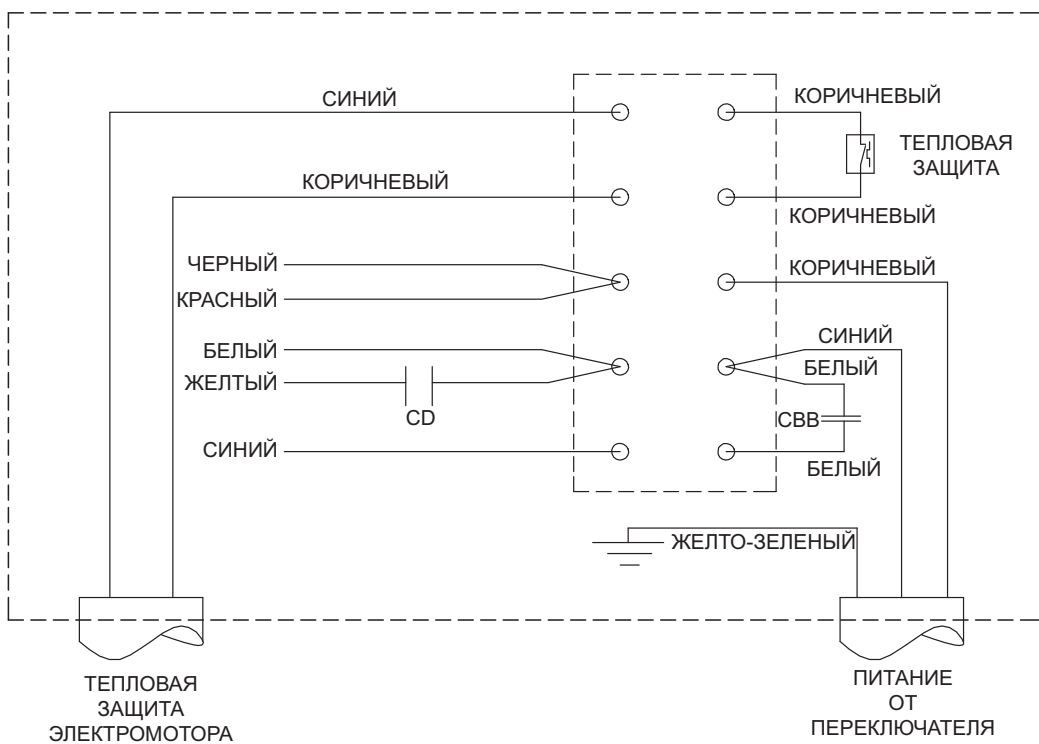 СИНИЙ
КОРИЧНЕВЫЙ
ТЕПЛОВАЯ
ЗАЩИТА
КОРИЧНЕВЫЙ
КОРИЧНЕВЫЙ
ЧЕРНЫЙ
КОРИЧНЕВЫЙ
КРАСНЫЙ
СИНИЙ
БЕЛЫЙ
БЕЛЫЙ
ЖЕЛТЫЙ
CD
CBB
СИНИЙ
БЕЛЫЙ
ЖЕЛТО-ЗЕЛЕНЫЙ
ТЕПЛОВАЯ
ЗАЩИТА
ЭЛЕКТРОМОТОРА
ПИТАНИЕ
ОТ
ПЕРЕКЛЮЧАТЕЛЯ